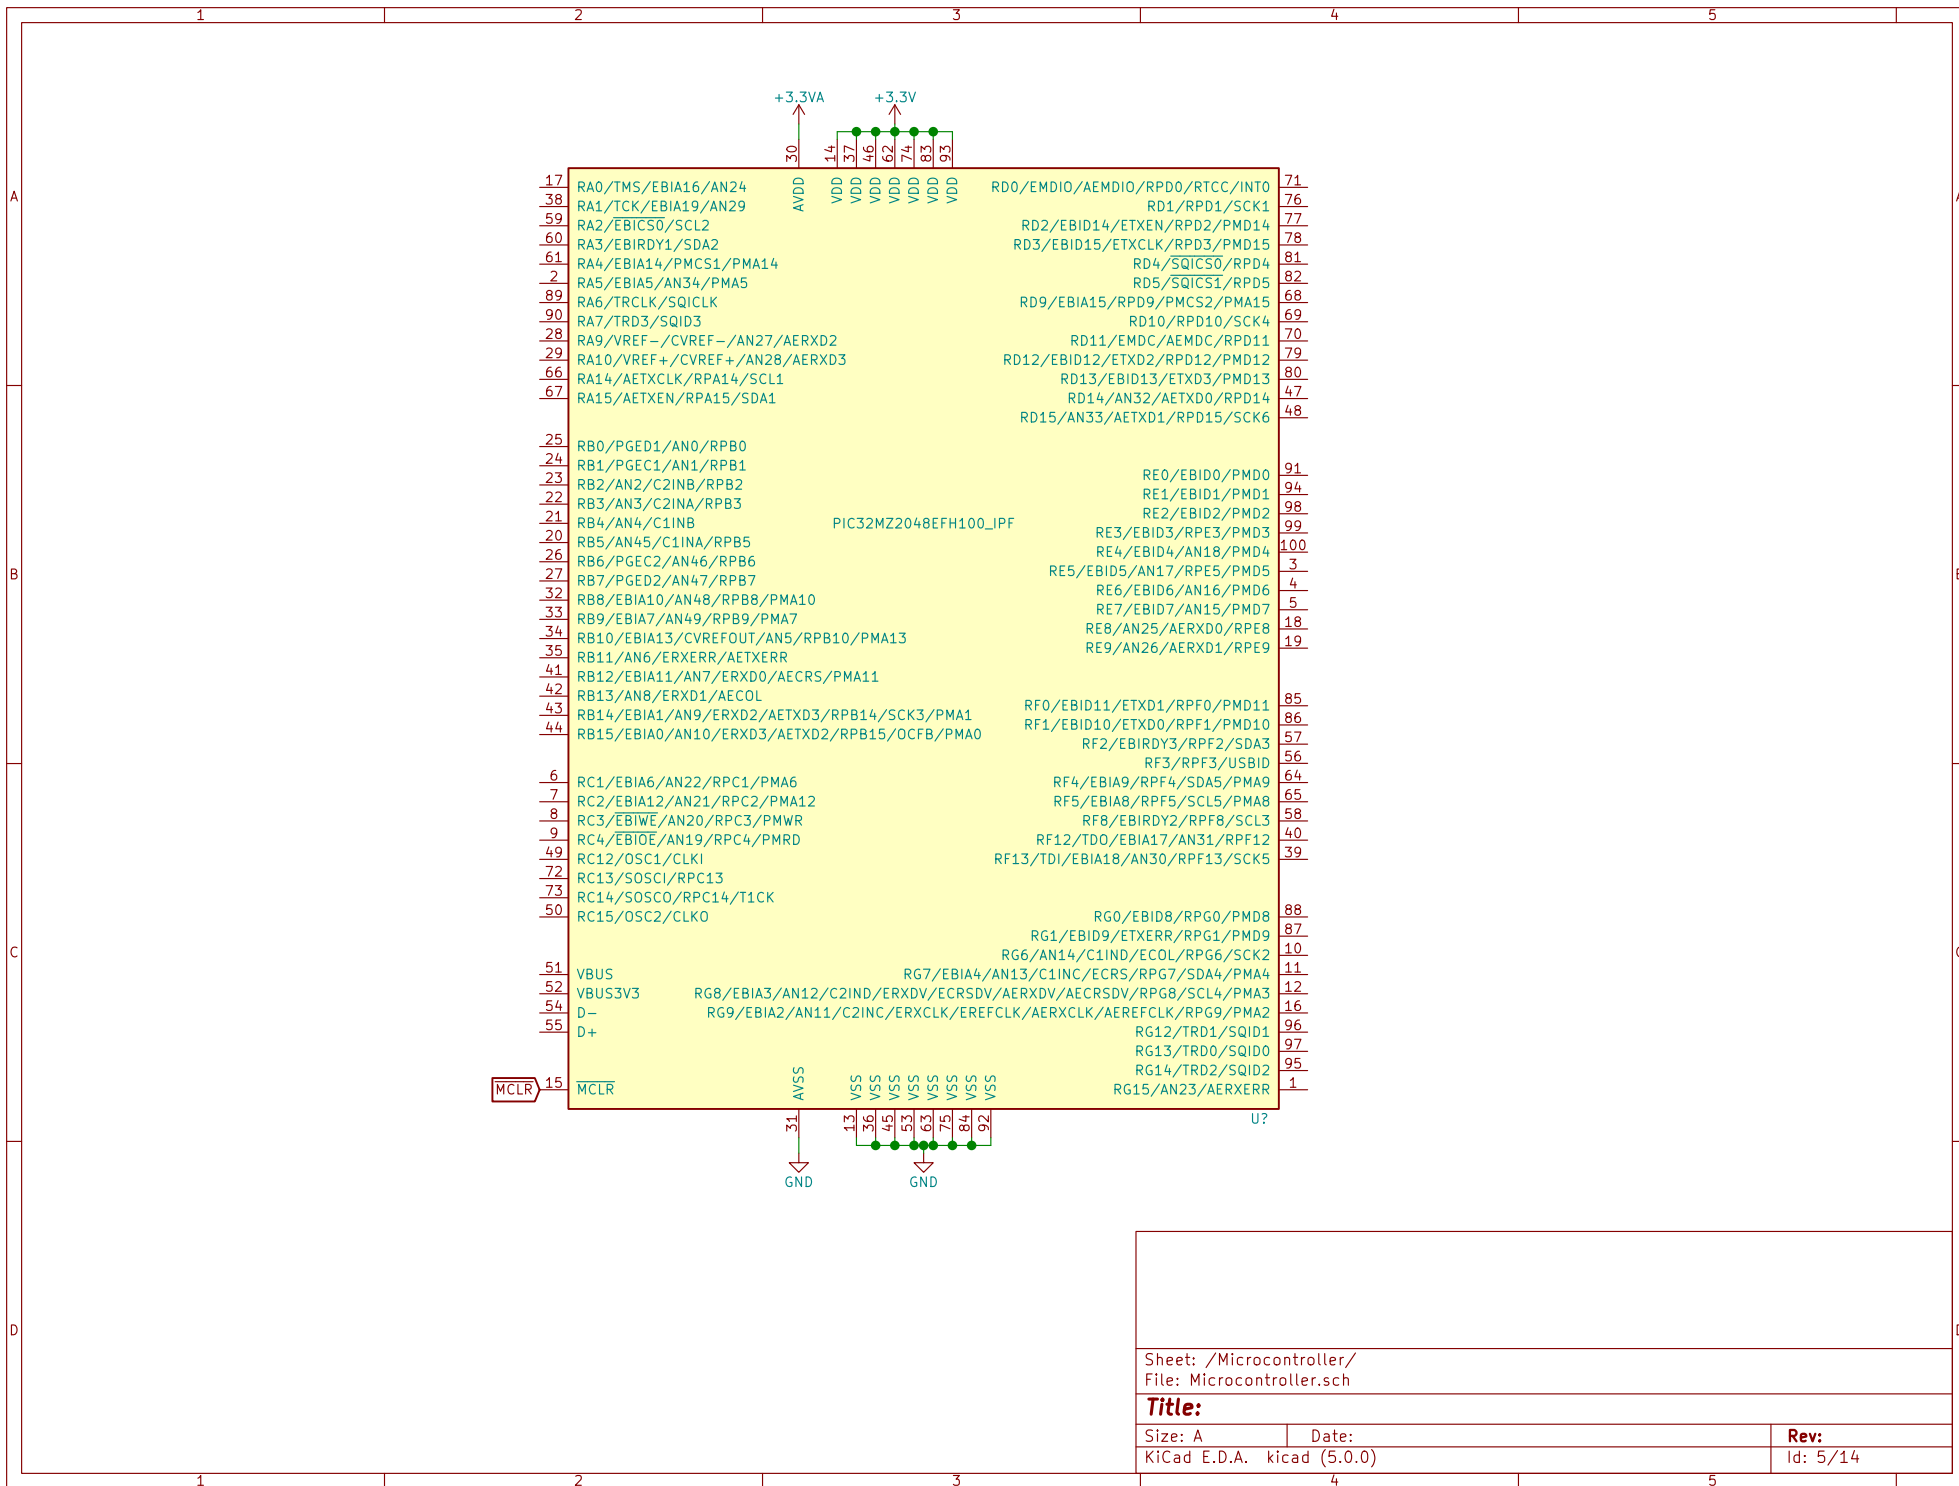 1 2 3 4 5
+3.3VA +3.3V
30 14 37 46 62 74 83 93
AVDD VDD VDD VDD VDD VDD VDD VDD
17 RA0/TMS/EBIA16/AN24
38 RA1/TCK/EBIA19/AN29
59 RA2/EBICS0/SCL2
60 RA3/EBIRDY1/SDA2
61 RA4/EBIA14/PMCS1/PMA14
2 RA5/EBIA5/AN34/PMA5
89 RA6/TRCLK/SQICLK
90 RA7/TRD3/SQID3
28 RA9/VREF-/CVREF-/AN27/AERXD2
29 RA10/VREF+/CVREF+/AN28/AERXD3
66 RA14/AETXCLK/RPA14/SCL1
67 RA15/AETXEN/RPA15/SDA1
25 RB0/PGED1/AN0/RPB0
24 RB1/PGEC1/AN1/RPB1
23 RB2/AN2/C2INB/RPB2
22 RB3/AN3/C2INA/RPB3
21 RB4/AN4/C1INB
20 RB5/AN45/C1INA/RPB5
26 RB6/PGEC2/AN46/RPB6
27 RB7/PGED2/AN47/RPB7
32 RB8/EBIA10/AN48/RPB8/PMA10
33 RB9/EBIA7/AN49/RPB9/PMA7
34 RB10/EBIA13/CVREFOUT/AN5/RPB10/PMA13
35 RB11/AN6/ERXERR/AETXERR
41 RB12/EBIA11/AN7/ERXD0/AECRS/PMA11
42 RB13/AN8/ERXD1/AECOL
43 RB14/EBIA1/AN9/ERXD2/AETXD3/RPB14/SCK3/PMA1
44 RB15/EBIA0/AN10/ERXD3/AETXD2/RPB15/OCFB/PMA0
6 RC1/EBIA6/AN22/RPC1/PMA6
7 RC2/EBIA12/AN21/RPC2/PMA12
8 RC3/EBIWE/AN20/RPC3/PMWR
9 RC4/EBIOE/AN19/RPC4/PMRD
49 RC12/OSC1/CLKI
72 RC13/SOSCI/RPC13
73 RC14/SOSCO/RPC14/T1CK
50 RC15/OSC2/CLKO
51 VBUS
52 VBUS3V3
54 D-
55 D+
MCLR 15 MCLR
PIC32MZ2048EFH100_IPF
RD0/EMDIO/AEMDIO/RPD0/RTCC/INT0 71
RD1/RPD1/SCK1 76
RD2/EBID14/ETXEN/RPD2/PMD14 77
RD3/EBID15/ETXCLK/RPD3/PMD15 78
RD4/SQICS0/RPD4 81
RD5/SQICS1/RPD5 82
RD9/EBIA15/RPD9/PMCS2/PMA15 68
RD10/RPD10/SCK4 69
RD11/EMDC/AEMDC/RPD11 70
RD12/EBID12/ETXD2/RPD12/PMD12 79
RD13/EBID13/ETXD3/PMD13 80
RD14/AN32/AETXD0/RPD14 47
RD15/AN33/AETXD1/RPD15/SCK6 48
RE0/EBID0/PMD0 91
RE1/EBID1/PMD1 94
RE2/EBID2/PMD2 98
RE3/EBID3/RPE3/PMD3 99
RE4/EBID4/AN18/PMD4 100
RE5/EBID5/AN17/RPE5/PMD5 3
RE6/EBID6/AN16/PMD6 4
RE7/EBID7/AN15/PMD7 5
RE8/AN25/AERXD0/RPE8 18
RE9/AN26/AERXD1/RPE9 19
RF0/EBID11/ETXD1/RPF0/PMD11 85
RF1/EBID10/ETXD0/RPF1/PMD10 86
RF2/EBIRDY3/RPF2/SDA3 57
RF3/RPF3/USBID 56
RF4/EBIA9/RPF4/SDA5/PMA9 64
RF5/EBIA8/RPF5/SCL5/PMA8 65
RF8/EBIRDY2/RPF8/SCL3 58
RF12/TDO/EBIA17/AN31/RPF12 40
RF13/TDI/EBIA18/AN30/RPF13/SCK5 39
RG0/EBID8/RPG0/PMD8 88
RG1/EBID9/ETXERR/RPG1/PMD9 87
RG6/AN14/C1IND/ECOL/RPG6/SCK2 10
RG7/EBIA4/AN13/C1INC/ECRS/RPG7/SDA4/PMA4 11
RG8/EBIA3/AN12/C2IND/ERXDV/ECRSDV/AERXDV/AECRSDV/RPG8/SCL4/PMA3 12
RG9/EBIA2/AN11/C2INC/ERXCLK/EREFCLK/AERXCLK/AEREFCLK/RPG9/PMA2 16
RG12/TRD1/SQID1 96
RG13/TRD0/SQID0 97
RG14/TRD2/SQID2 95
RG15/AN23/AERXERR 1
AVSS VSS VSS VSS VSS VSS VSS VSS VSS
31 13 36 45 53 63 75 84 92
U?
GND GND
A
B
C
D
Sheet: /Microcontroller/
File: Microcontroller.sch
Title:
Size: A Date: Rev:
KiCad E.D.A. kicad (5.0.0) Id: 5/14
1 2 3 4 5